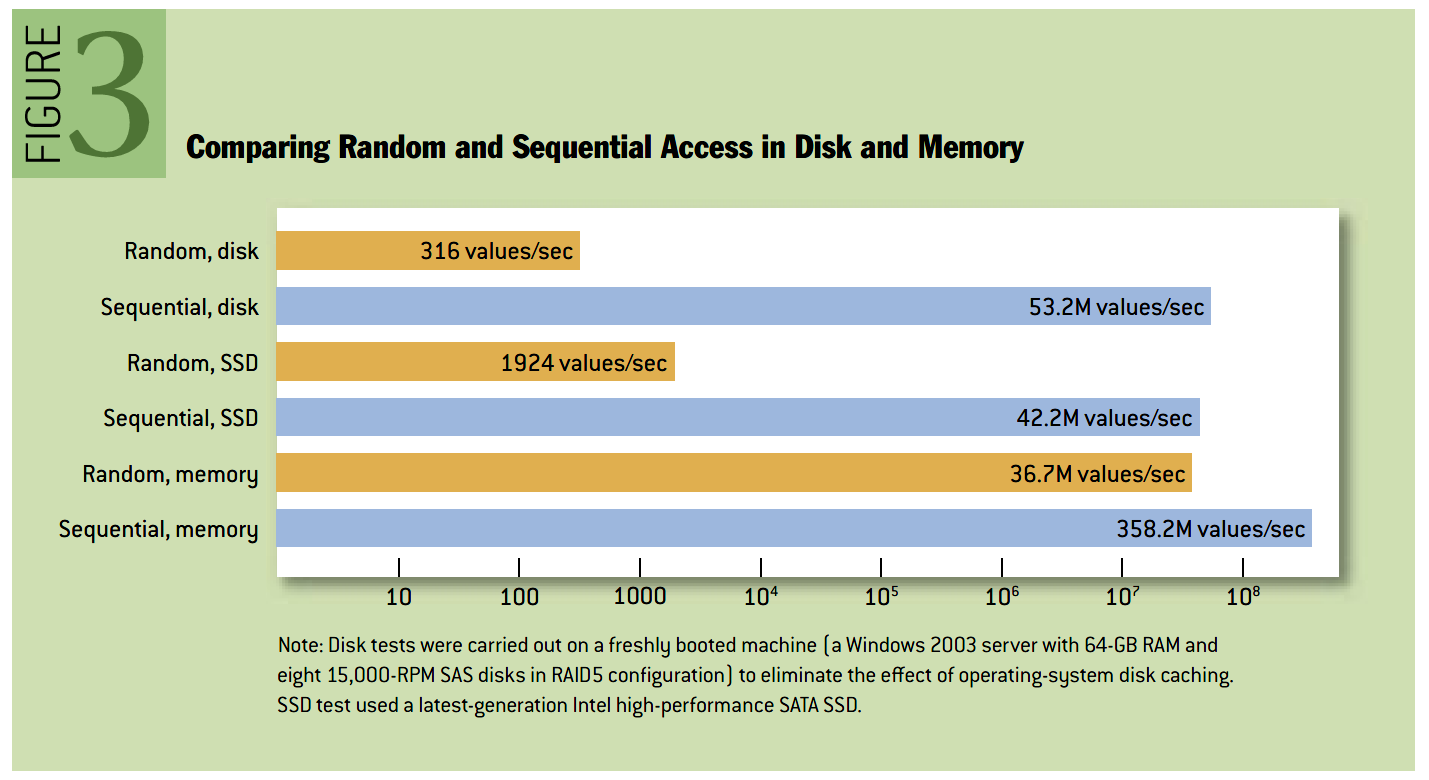 FIGURE 3
Comparing Random and Sequential Access in Disk and Memory
Random, disk 316 values/sec
Sequential, disk 53.2M values/sec
Random, SSD 1924 values/sec
Sequential, SSD 42.2M values/sec
Random, memory 36.7M values/sec
Sequential, memory 358.2M values/sec
10 100 1000 10⁴ 10⁵ 10⁶ 10⁷ 10⁸
Note: Disk tests were carried out on a freshly booted machine (a Windows 2003 server with 64-GB RAM and
eight 15,000-RPM SAS disks in RAID5 configuration) to eliminate the effect of operating-system disk caching.
SSD test used a latest-generation Intel high-performance SATA SSD.